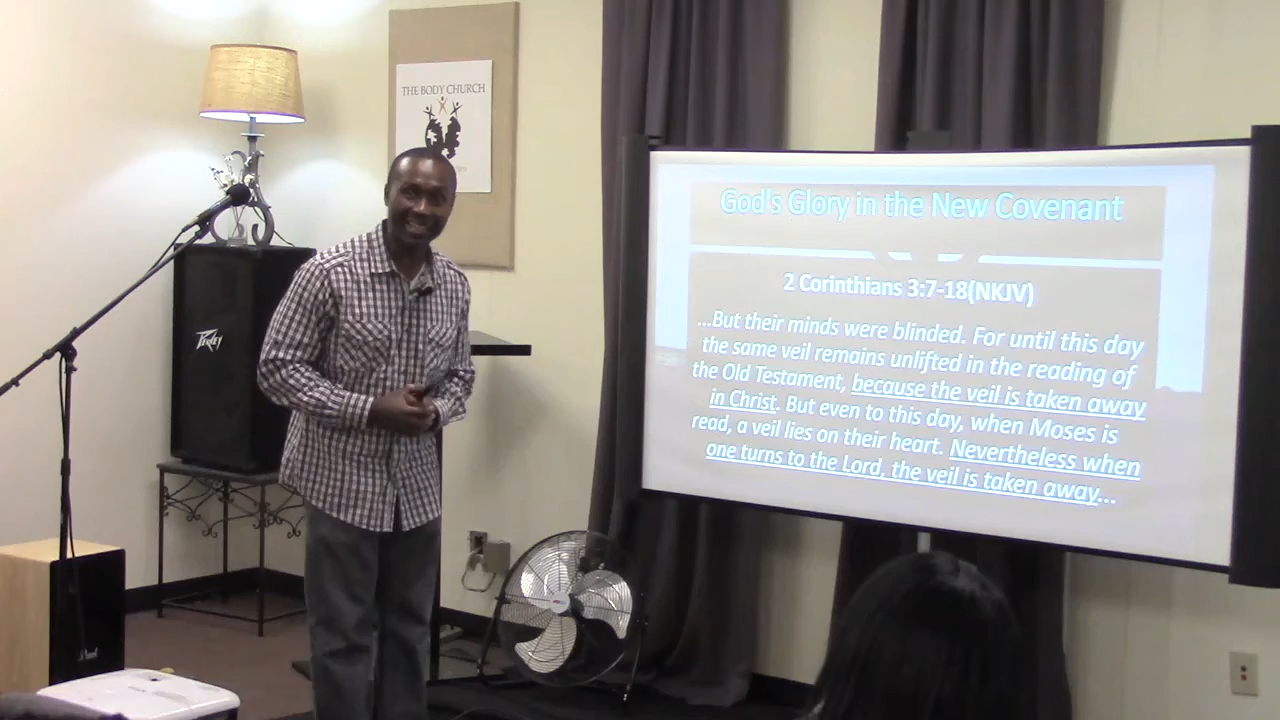 THE BODY CHURCH
PEAVEY
Pearl
God's Glory in the New Covenant
2 Corinthians 3:7-18(NKJV)
...But their minds were blinded. For until this day
the same veil remains unlifted in the reading of
the Old Testament, because the veil is taken away
in Christ. But even to this day, when Moses is
read, a veil lies on their heart. Nevertheless when
one turns to the Lord, the veil is taken away...